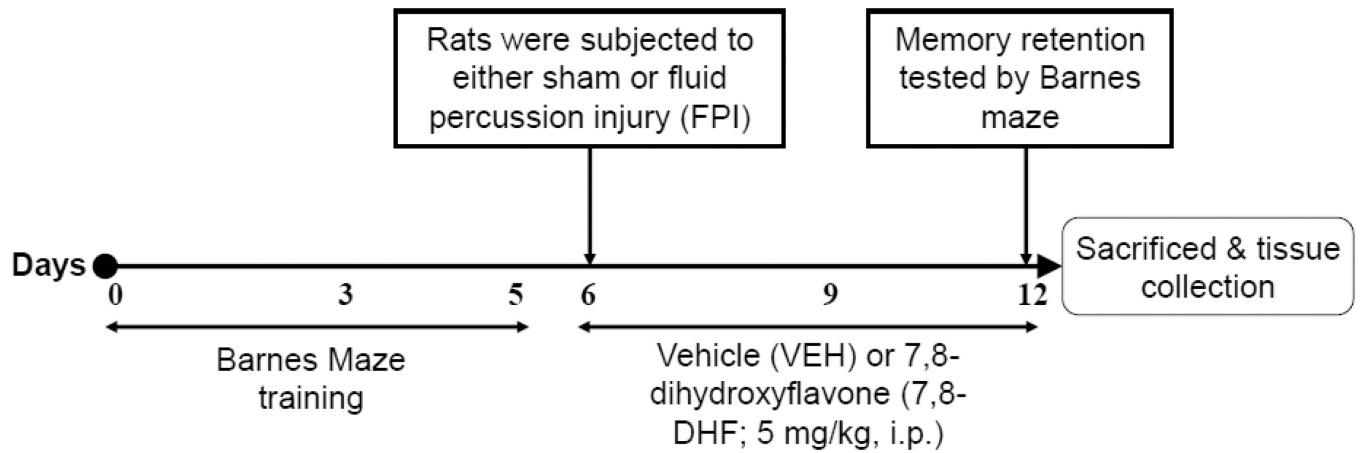 Rats were subjected to
either sham or fluid
percussion injury (FPI)
Memory retention
tested by Barnes
maze
Days
0 3 5 6 9 12
Sacrificed & tissue
collection
Barnes Maze
training
Vehicle (VEH) or 7,8-
dihydroxyflavone (7,8-
DHF; 5 mg/kg, i.p.)